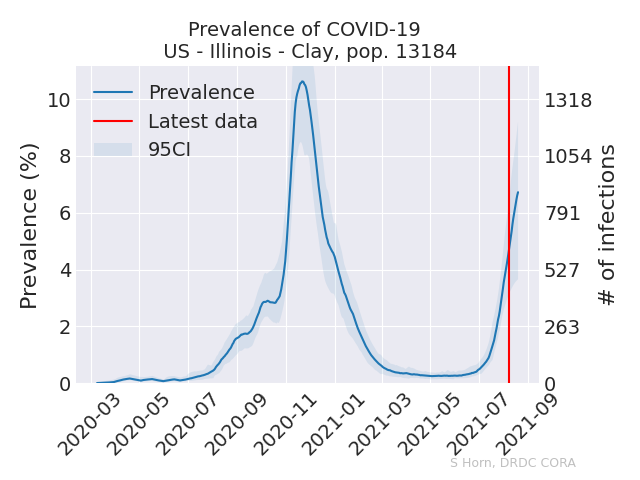 Prevalence of COVID-19
US - Illinois - Clay, pop. 13184
Prevalence
Latest data
95CI
Prevalence (%)
10
8
6
4
2
0
# of infections
1318
1054
791
527
263
0
2020-03
2020-05
2020-07
2020-09
2020-11
2021-01
2021-03
2021-05
2021-07
2021-09
S Horn, DRDC CORA